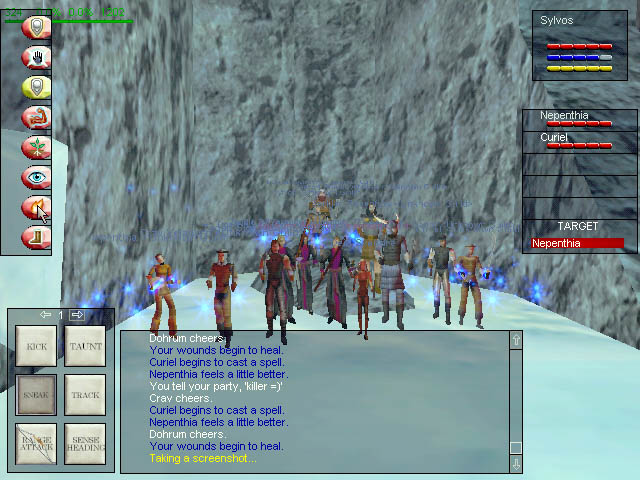 324
Sylvos
Nepenthia
Curiel
TARGET
Nepenthia
1
KICK
TAUNT
SNEAK
TRACK
RANGE
ATTACK
SENSE
HEADING
Dohrum cheers.
Your wounds begin to heal.
Curiel begins to cast a spell.
Nepenthia feels a little better.
You tell your party, 'killer =)'
Crav cheers.
Curiel begins to cast a spell.
Nepenthia feels a little better.
Dohrum cheers.
Your wounds begin to heal.
Taking a screenshot...